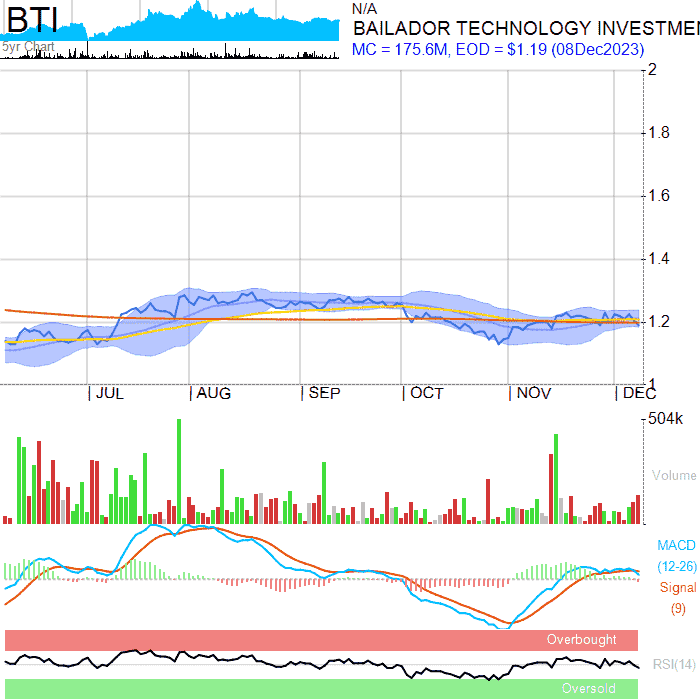 BTI
5yr Chart
N/A
BAILADOR TECHNOLOGY INVESTMEN
MC = 175.6M, EOD = $1.19 (08Dec2023)
2
1.8
1.6
1.4
1.2
1
JUL
AUG
SEP
OCT
NOV
DEC
504k
Volume
MACD
(12-26)
Signal
(9)
Overbought
RSI(14)
Oversold